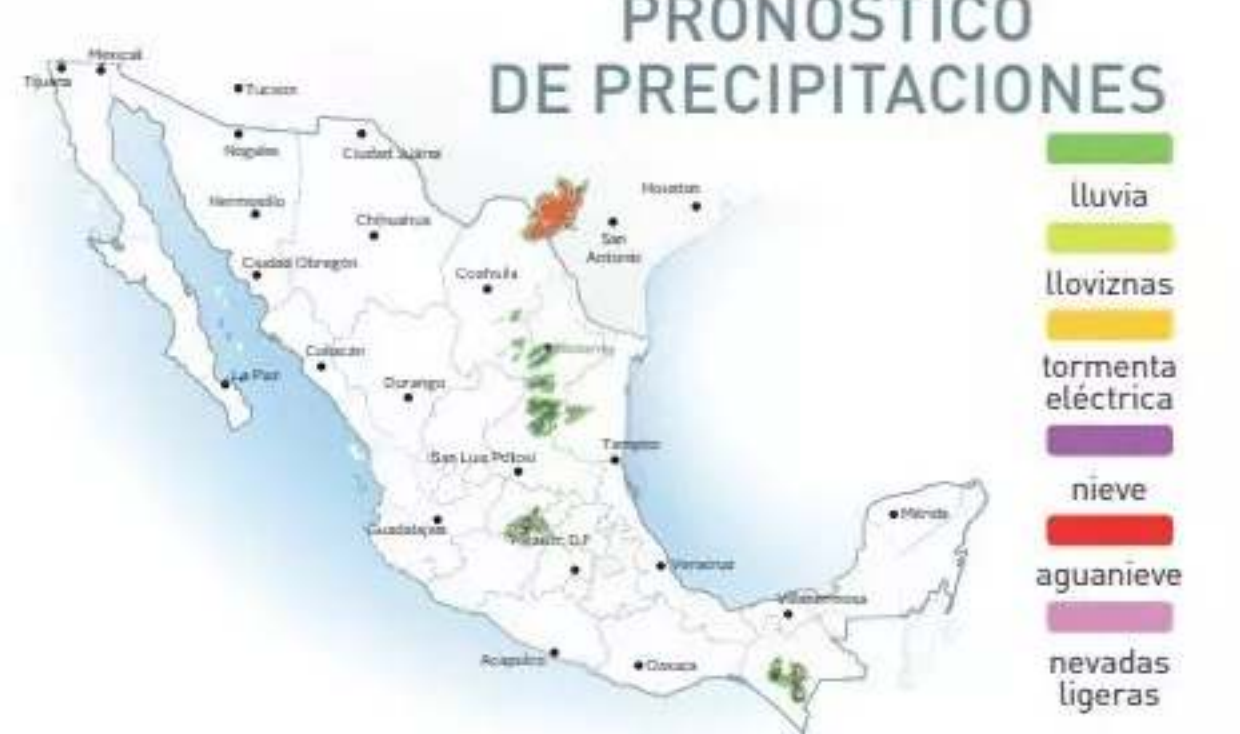 PRONÓSTICO
DE PRECIPITACIONES
Mexicali
Tijuana
Tucson
Nogales
Ciudad Juárez
Houston
Hermosillo
Chihuahua
San
Antonio
Ciudad Obregón
Coahuila
Monterrey
Culiacán
La Paz
Durango
Tampico
San Luis Potosí
Mérida
Guadalajara
México, D.F.
Veracruz
Villahermosa
Acapulco
Oaxaca
lluvia
lloviznas
tormenta
eléctrica
nieve
aguanieve
nevadas
ligeras